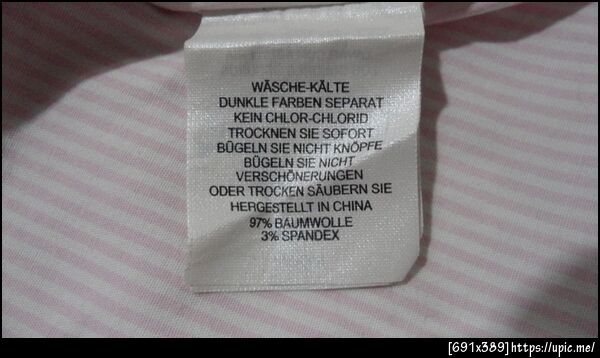 WÄSCHE-KÄLTE
DUNKLE FARBEN SEPARAT
KEIN CHLOR-CHLORID
TROCKNEN SIE SOFORT
BÜGELN SIE NICHT KNÖPFE
BÜGELN SIE NICHT
VERSCHÖNERUNGEN
ODER TROCKEN SÄUBERN SIE
HERGESTELLT IN CHINA
97% BAUMWOLLE
3% SPANDEX
[691x389]https://upic.me/